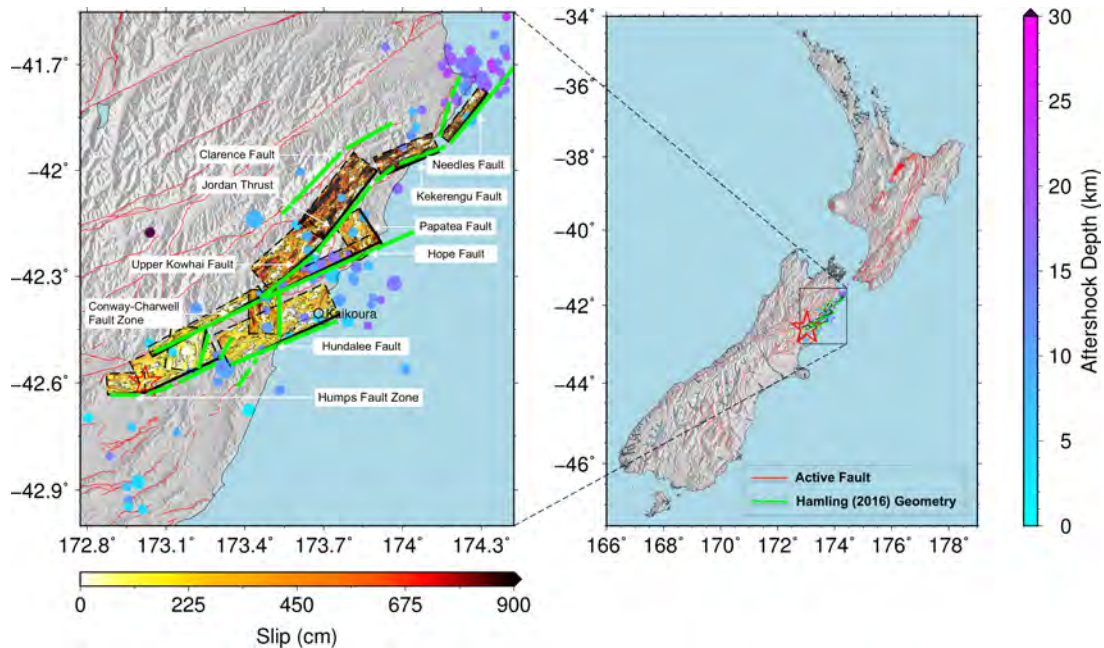 −41.7°
−42°
−42.3°
−42.6°
−42.9°
172.8°
173.1°
173.4°
173.7°
174°
174.3°
Clarence Fault
Jordan Thrust
Needles Fault
Kekerengu Fault
Papatea Fault
Hope Fault
Upper Kowhai Fault
Conway-Charwell
Fault Zone
Kaikoura
Hundalee Fault
Humps Fault Zone
0
225
450
675
900
Slip (cm)
−34°
−36°
−38°
−40°
−42°
−44°
−46°
166°
168°
170°
172°
174°
176°
178°
Active Fault
Hamling (2016) Geometry
30
25
20
15
10
5
0
Aftershock Depth (km)